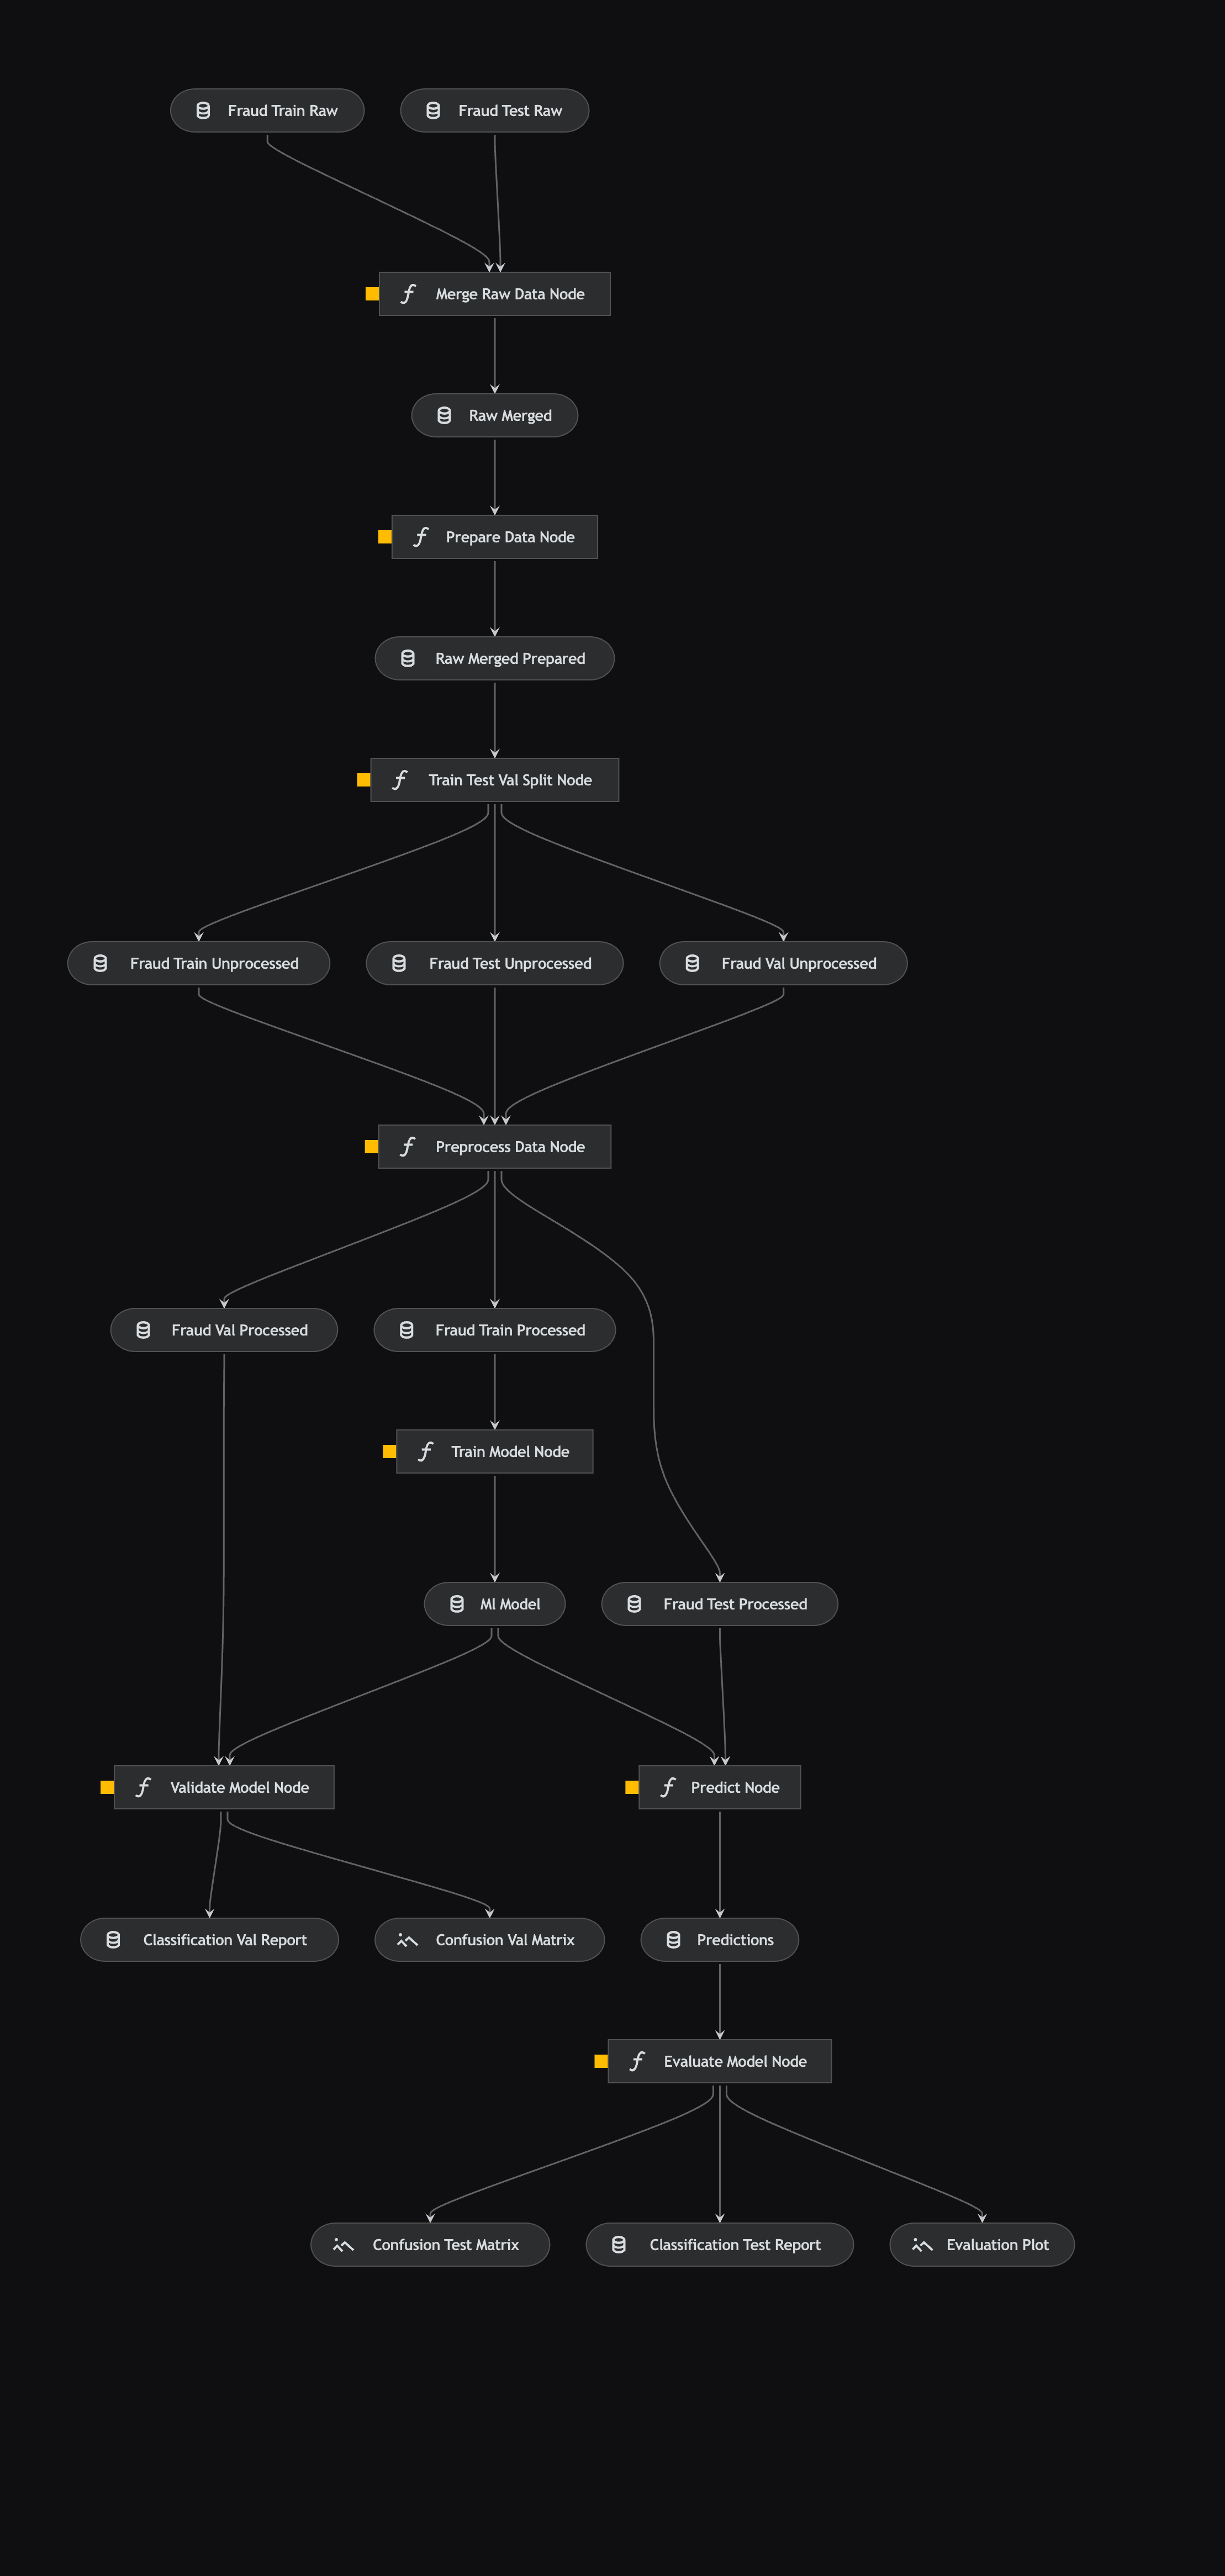 Fraud Train Raw
Fraud Test Raw
Merge Raw Data Node
Raw Merged
Prepare Data Node
Raw Merged Prepared
Train Test Val Split Node
Fraud Train Unprocessed
Fraud Test Unprocessed
Fraud Val Unprocessed
Preprocess Data Node
Fraud Val Processed
Fraud Train Processed
Train Model Node
Ml Model
Fraud Test Processed
Validate Model Node
Predict Node
Classification Val Report
Confusion Val Matrix
Predictions
Evaluate Model Node
Confusion Test Matrix
Classification Test Report
Evaluation Plot